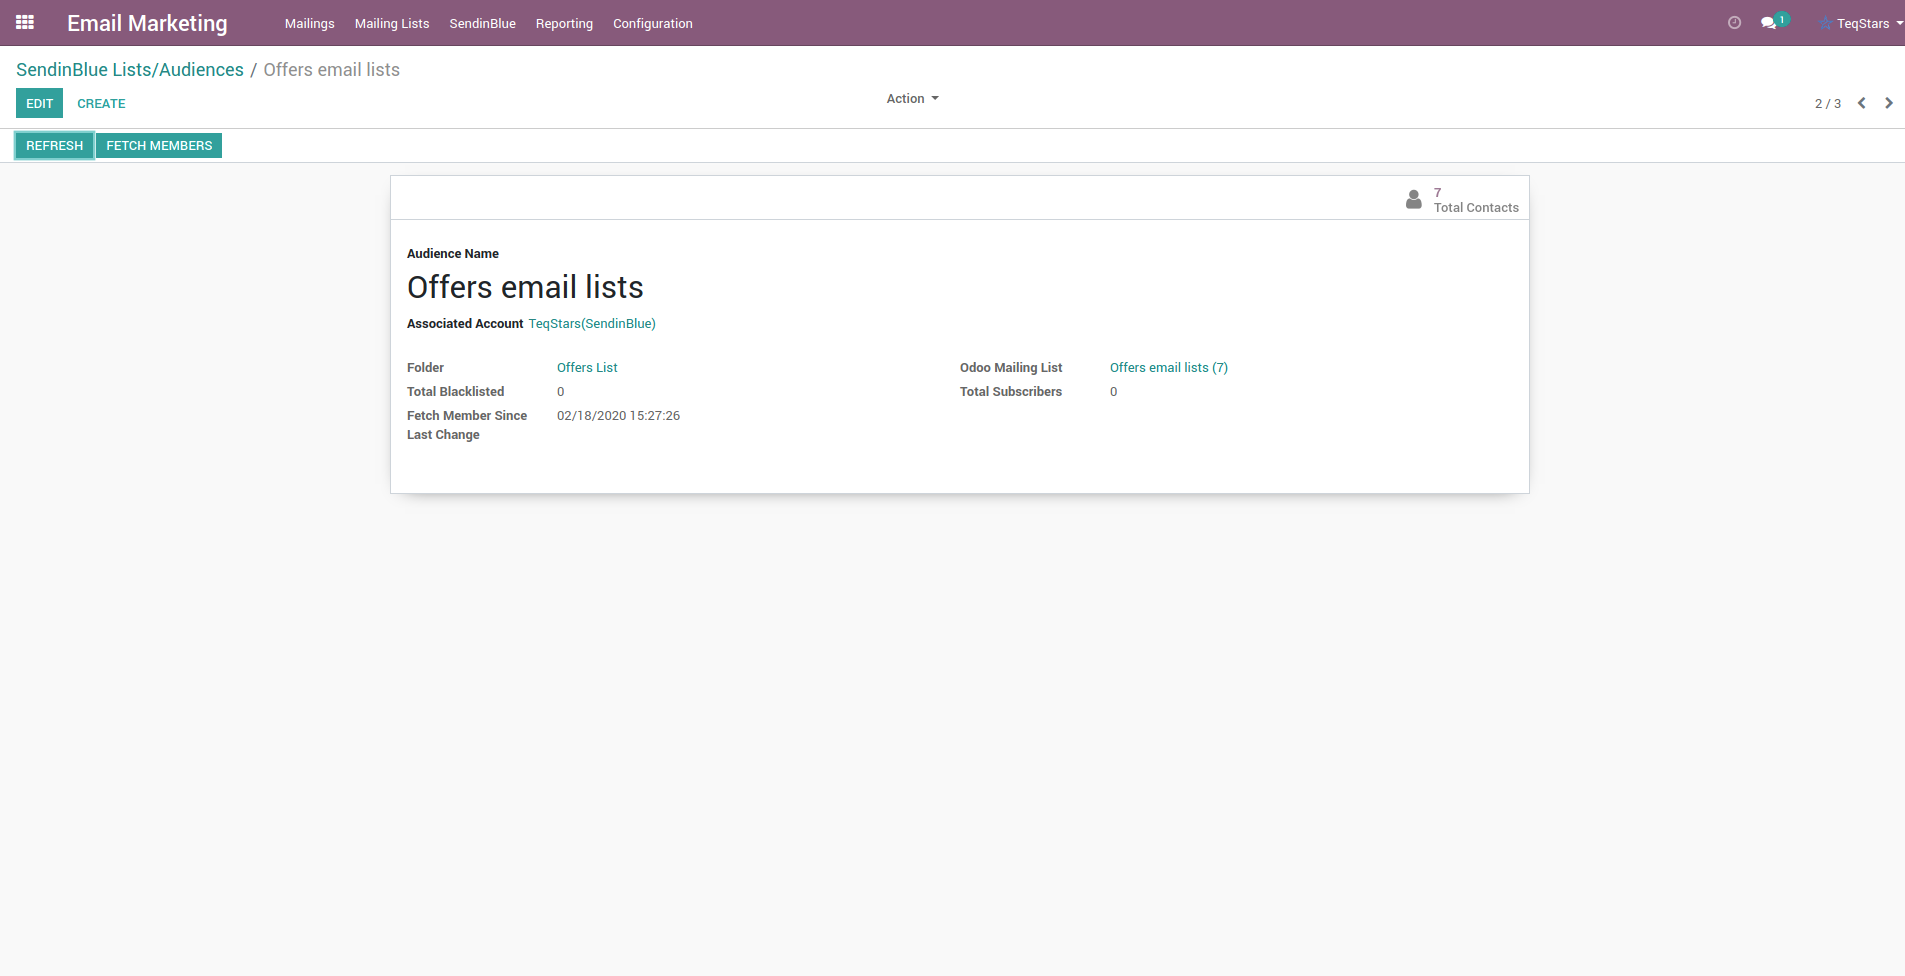 Email Marketing
Mailings Mailing Lists SendinBlue Reporting Configuration
1
TeqStars
SendinBlue Lists/Audiences / Offers email lists
EDIT CREATE
Action
2 / 3
REFRESH FETCH MEMBERS
7
Total Contacts
Audience Name
Offers email lists
Associated Account TeqStars(SendinBlue)
Folder Offers List
Odoo Mailing List Offers email lists (7)
Total Blacklisted 0
Total Subscribers 0
Fetch Member Since 02/18/2020 15:27:26
Last Change